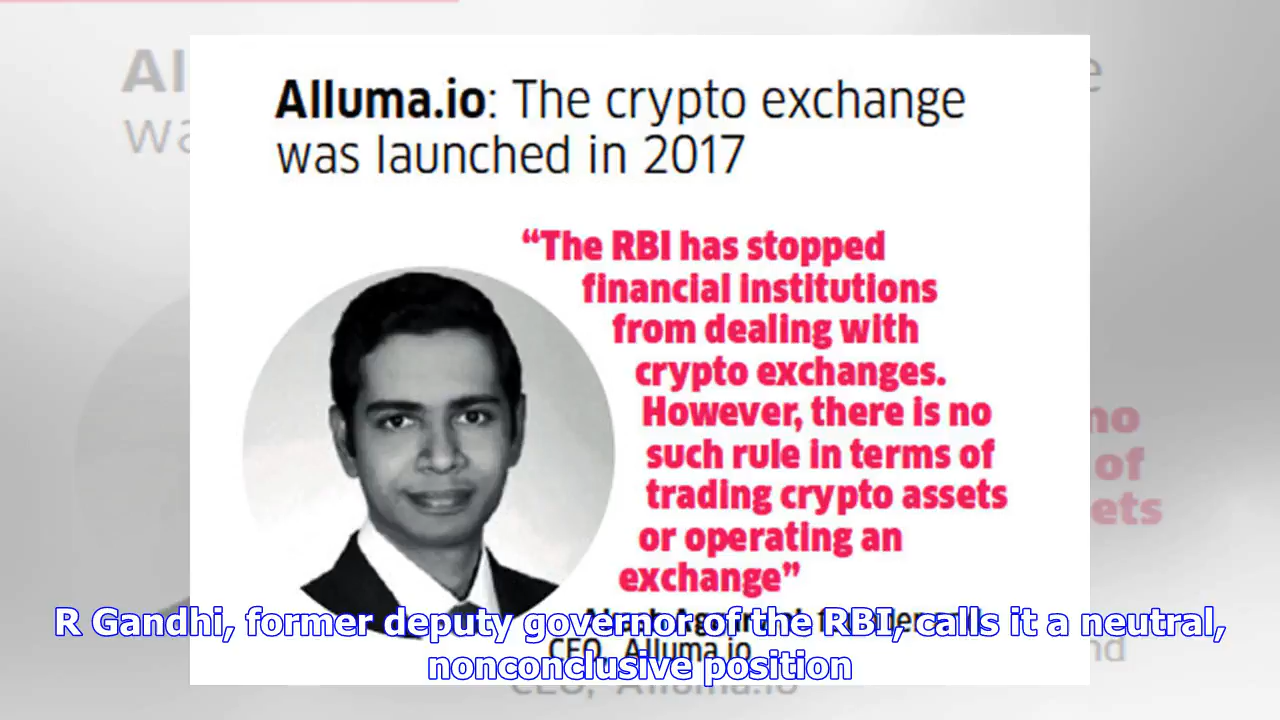 Alluma.io: The crypto exchange
was launched in 2017
“The RBI has stopped
financial institutions
from dealing with
crypto exchanges.
However, there is no
such rule in terms of
trading crypto assets
or operating an
exchange”
CEO, Alluma.io
R Gandhi, former deputy governor of the RBI, calls it a neutral,
nonconclusive position